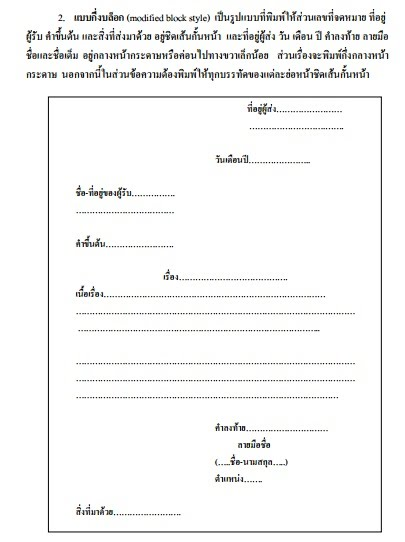 2. แบบกึ่งบล็อก (modified block style) เป็นรูปแบบที่พิมพ์ให้ส่วนเลขที่จดหมาย ที่อยู่
ผู้รับ คำขึ้นต้น และสิ่งที่ส่งมาด้วย อยู่ชิดเส้นกั้นหน้า และที่อยู่ผู้ส่ง วัน เดือน ปี คำลงท้าย ลายมือ
ชื่อและชื่อเต็ม อยู่กลางหน้ากระดาษหรือค่อนไปทางขวาเล็กน้อย ส่วนเรื่องจะพิมพ์กึ่งกลางหน้า
กระดาษ นอกจากนี้ในส่วนข้อความต้องพิมพ์ให้ทุกบรรทัดของแต่ละย่อหน้าชิดเส้นกั้นหน้า
ที่อยู่ผู้ส่ง........................
..................................
วันเดือนปี......................
ชื่อ-ที่อยู่ของผู้รับ................
...................................
คำขึ้นต้น........................
เรื่อง.......................................
เนื้อเรื่อง................................................................................
....................................................................................................
.......................................................................................
....................................................................................................
....................................................................................................
..............................................................................................
คำลงท้าย.............................
ลายมือชื่อ
(.....ชื่อ-นามสกุล.....)
ตำแหน่ง.......
สิ่งที่มาด้วย........................